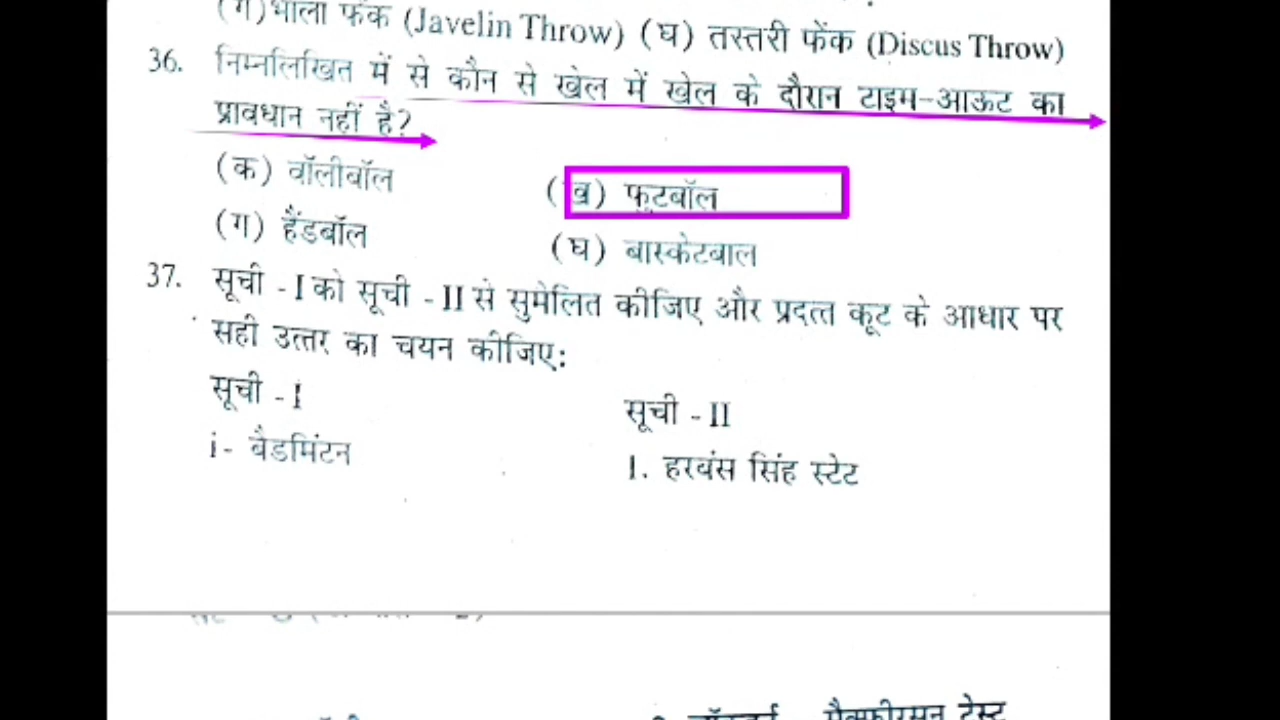 (ग) भाला फेंक (Javelin Throw) (घ) तस्तरी फेंक (Discus Throw)
36. निम्नलिखित में से कौन से खेल में खेल के दौरान टाइम-आऊट का
प्रावधान नहीं है?
(क) वॉलीबॉल (ख) फुटबॉल
(ग) हैंडबॉल (घ) बास्केटबाल
37. सूची - I को सूची - II से सुमेलित कीजिए और प्रदत्त कूट के आधार पर
सही उत्तर का चयन कीजिए:
सूची - I सूची - II
i- बैडमिंटन 1. हरबंस सिंह स्टेट
टेस्ट